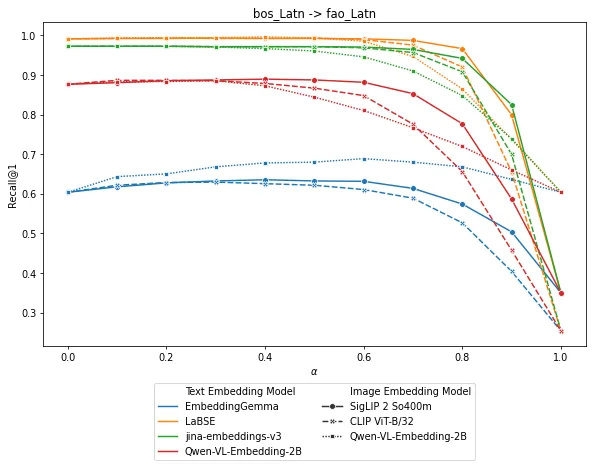 bos_Latn -> fao_Latn
1.0
0.9
0.8
0.7
0.6
0.5
0.4
0.3
Recall@1
0.0 0.2 0.4 0.6 0.8 1.0
α
Text Embedding Model Image Embedding Model
EmbeddingGemma SigLIP 2 So400m
LaBSE CLIP ViT-B/32
jina-embeddings-v3 Qwen-VL-Embedding-2B
Qwen-VL-Embedding-2B